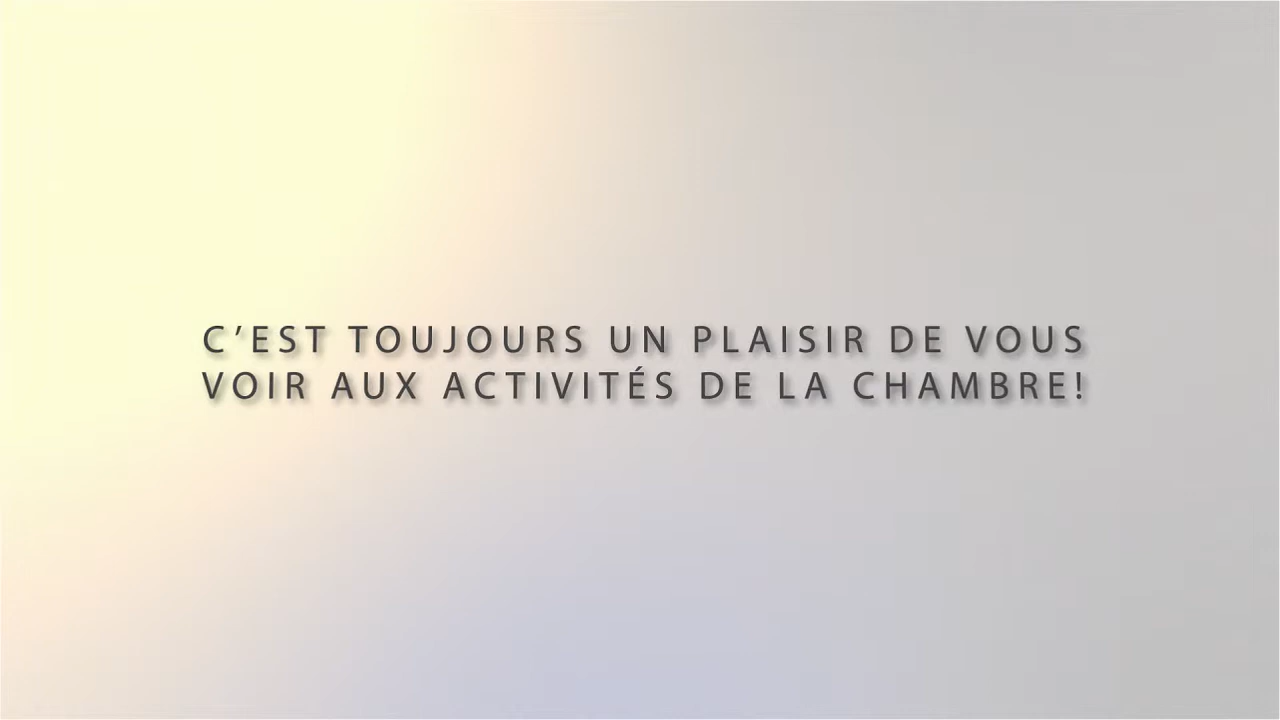 C’EST TOUJOURS UN PLAISIR DE VOUS
VOIR AUX ACTIVITÉS DE LA CHAMBRE!